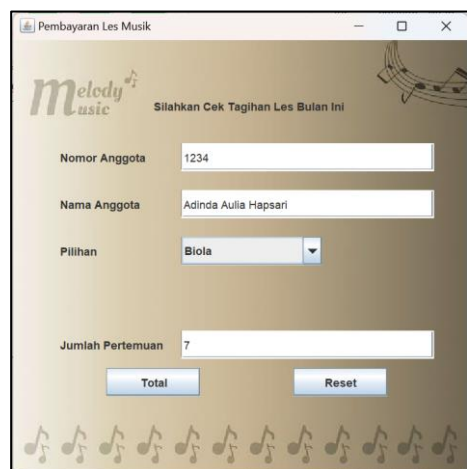 Pembayaran Les Musik
Melody
Music
Silahkan Cek Tagihan Les Bulan Ini
Nomor Anggota 1234
Nama Anggota Adinda Aulia Hapsari
Pilihan Biola
Jumlah Pertemuan 7
Total Reset